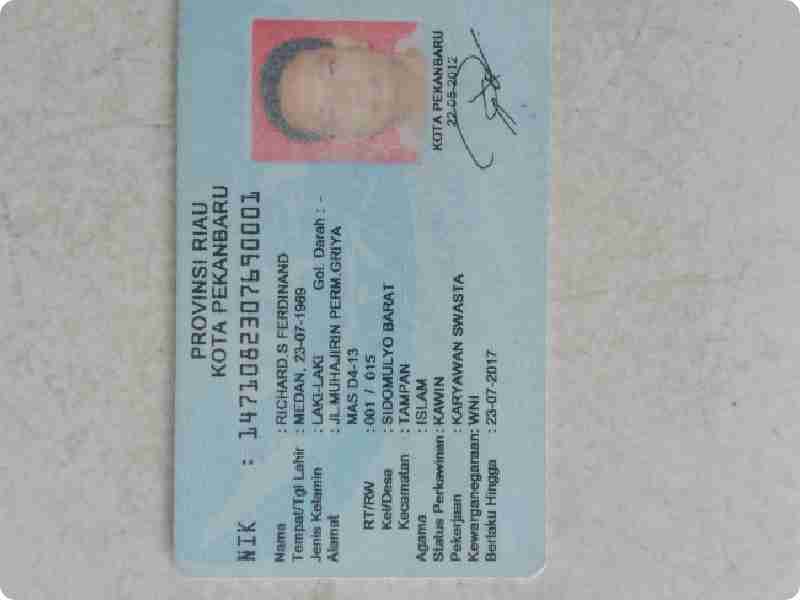 PROVINSI RIAU
KOTA PEKANBARU
NIK : 1471082307690001
Nama : RICHARD.S FERDINAND
Tempat/Tgl Lahir : MEDAN, 23-07-1969
Jenis Kelamin : LAKI-LAKI Gol. Darah : -
Alamat : JL.MUHAJIRIN PERM.GRIYA
MAS D4-13
RT/RW : 001 / 015
Kel/Desa : SIDOMULYO BARAT
Kecamatan : TAMPAN
Agama : ISLAM
Status Perkawinan: KAWIN
Pekerjaan : KARYAWAN SWASTA
Kewarganegaraan: WNI
Berlaku Hingga : 23-07-2017
KOTA PEKANBARU
22-05-2012